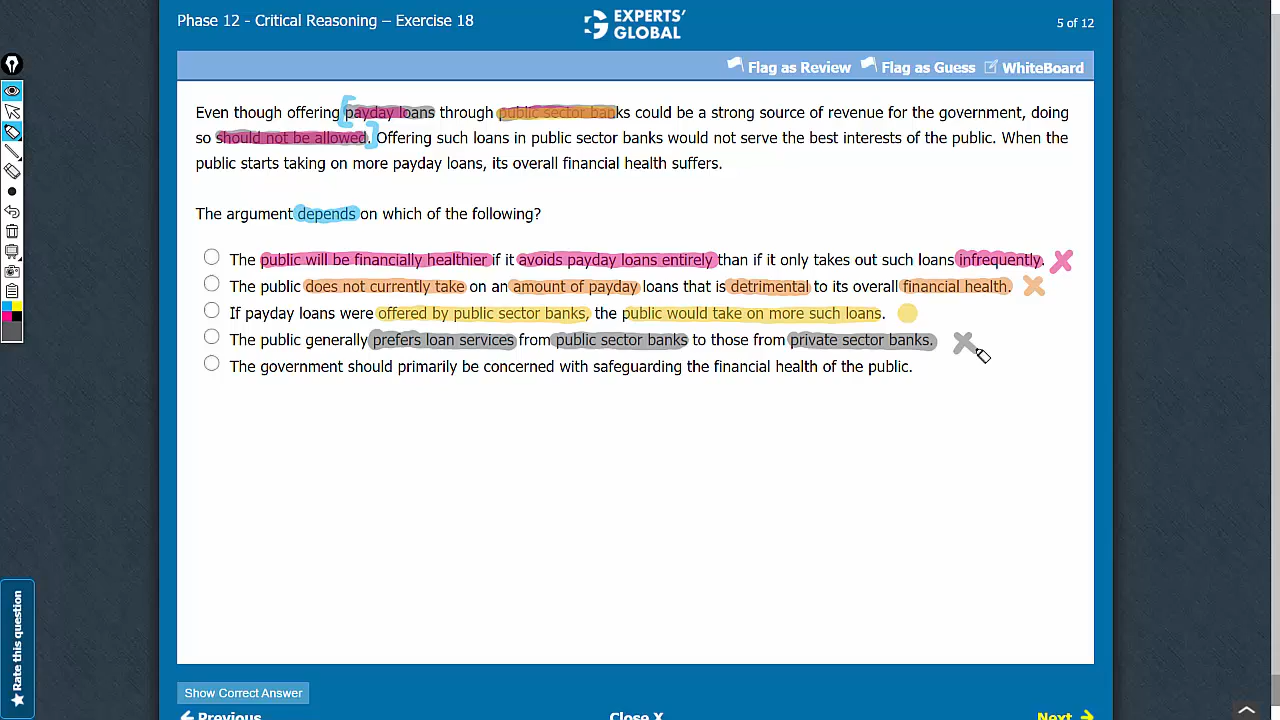 Phase 12 - Critical Reasoning – Exercise 18
EXPERTS'
GLOBAL
5 of 12
Flag as Review
Flag as Guess
WhiteBoard
Even though offering payday loans through public sector banks could be a strong source of revenue for the government, doing
so should not be allowed. Offering such loans in public sector banks would not serve the best interests of the public. When the
public starts taking on more payday loans, its overall financial health suffers.
The argument depends on which of the following?
The public will be financially healthier if it avoids payday loans entirely than if it only takes out such loans infrequently.
The public does not currently take on an amount of payday loans that is detrimental to its overall financial health.
If payday loans were offered by public sector banks, the public would take on more such loans.
The public generally prefers loan services from public sector banks to those from private sector banks.
The government should primarily be concerned with safeguarding the financial health of the public.
Rate this question
Show Correct Answer
Previous
Close X
Next